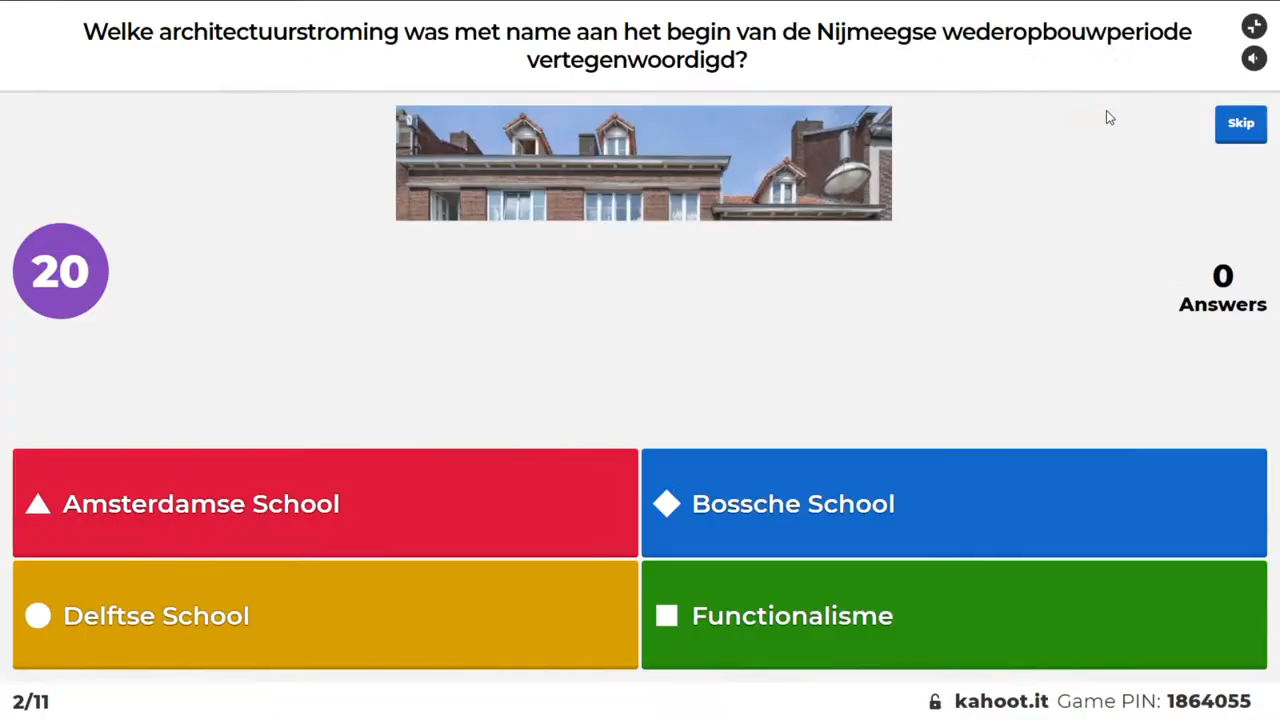 Welke architectuurstroming was met name aan het begin van de Nijmeegse wederopbouwperiode
vertegenwoordigd?
Skip
20
0
Answers
Amsterdamse School
Bossche School
Delftse School
Functionalisme
2/11
kahoot.it Game PIN: 1864055